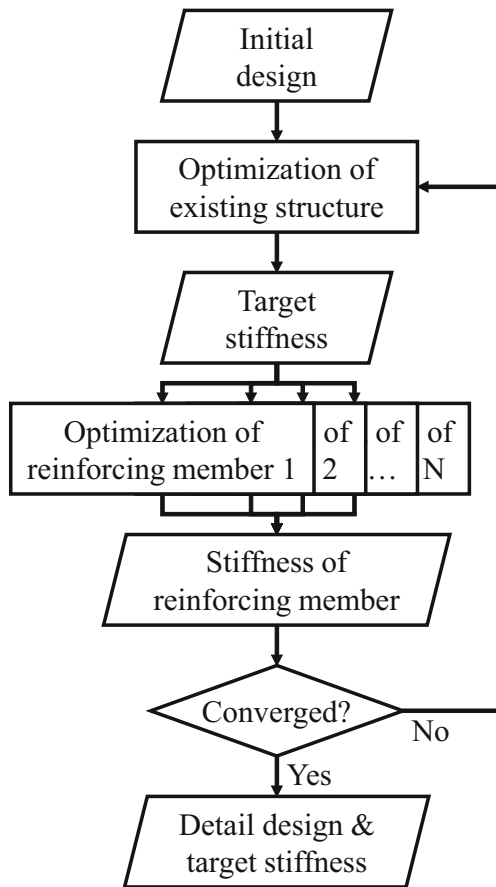 Initial
design
Optimization of
existing structure
Target
stiffness
Optimization of
reinforcing member 1
of
2
of
...
of
N
Stiffness of
reinforcing member
Converged?
No
Yes
Detail design &
target stiffness